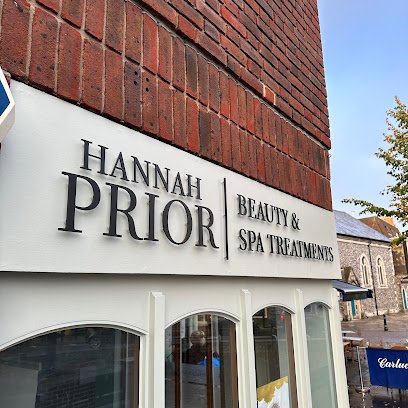 HANNAH
PRIOR
BEAUTY &
SPA TREATMENTS